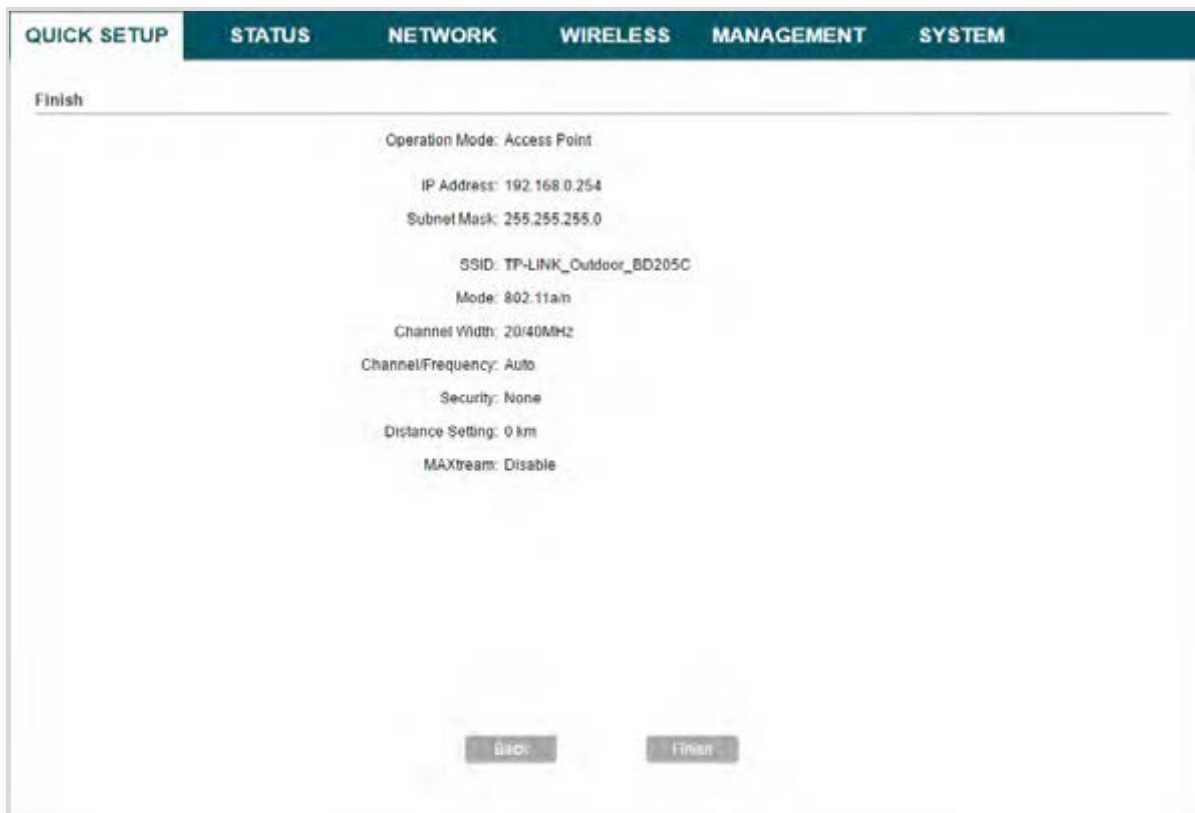 QUICK SETUP STATUS NETWORK WIRELESS MANAGEMENT SYSTEM
Finish
Operation Mode: Access Point
IP Address: 192.168.0.254
Subnet Mask: 255.255.255.0
SSID: TP-LINK_Outdoor_BD205C
Mode: 802.11a/n
Channel Width: 20/40MHz
Channel/Frequency: Auto
Security: None
Distance Setting: 0 km
MAXtream: Disable
Back Finish